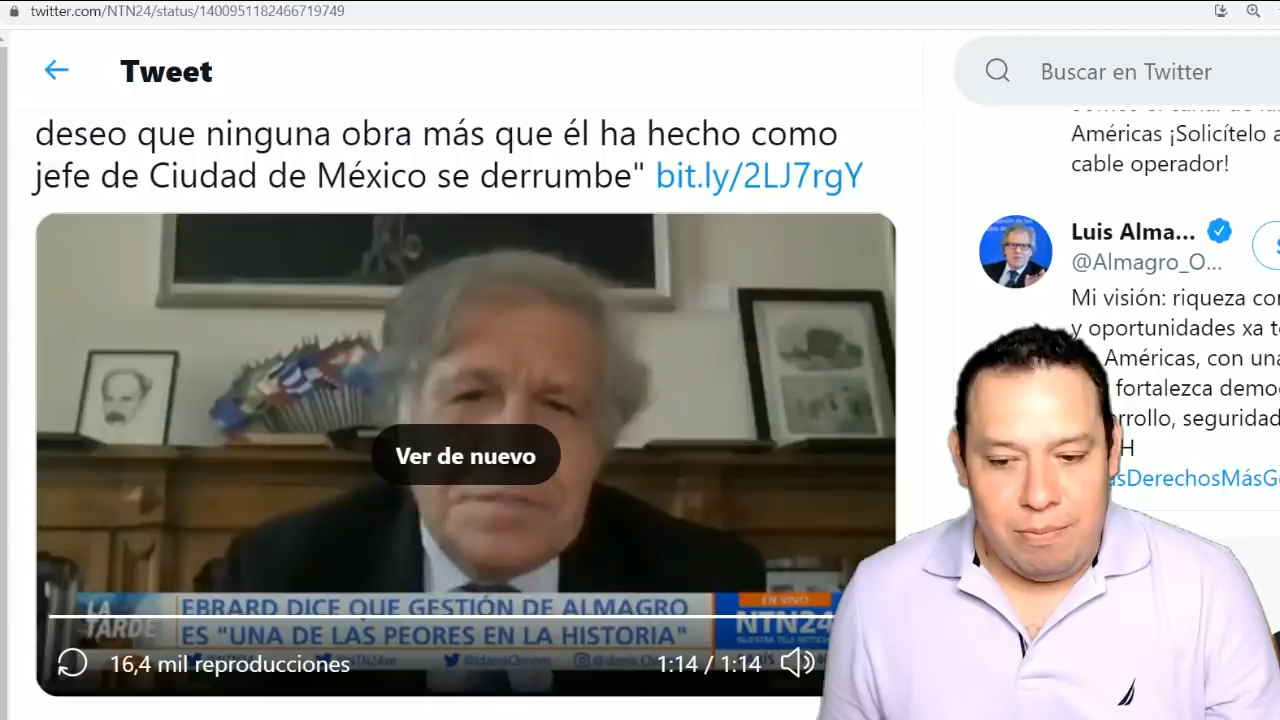 twitter.com/NTN24/status/1400951182466719749
Tweet
Buscar en Twitter
deseo que ninguna obra más que él ha hecho como
jefe de Ciudad de México se derrumbe" bit.ly/2LJ7rgY
Américas ¡Solicítelo a
cable operador!
Luis Alma...
@Almagro_O...
Mi visión: riqueza con
y oportunidades xa t
Américas, con una
fortalezca demo
rrollo, seguridad
H
sDerechosMásG
Ver de nuevo
LA TARDE
EBRARD DICE QUE GESTIÓN DE ALMAGRO
ES "UNA DE LAS PEORES EN LA HISTORIA"
EN VIVO
NTN24
16,4 mil reproducciones
1:14 / 1:14